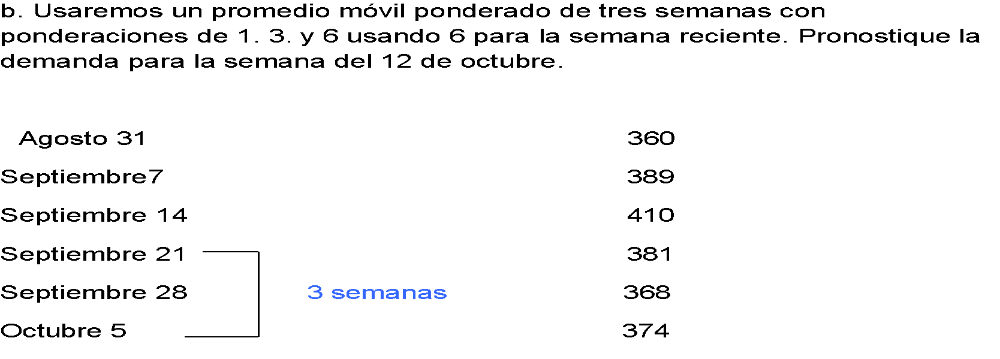 b. Usaremos un promedio móvil ponderado de tres semanas con
ponderaciones de 1. 3. y 6 usando 6 para la semana reciente. Pronostique la
demanda para la semana del 12 de octubre.
Agosto 31 360
Septiembre7 389
Septiembre 14 410
Septiembre 21 381
Septiembre 28 3 semanas 368
Octubre 5 374